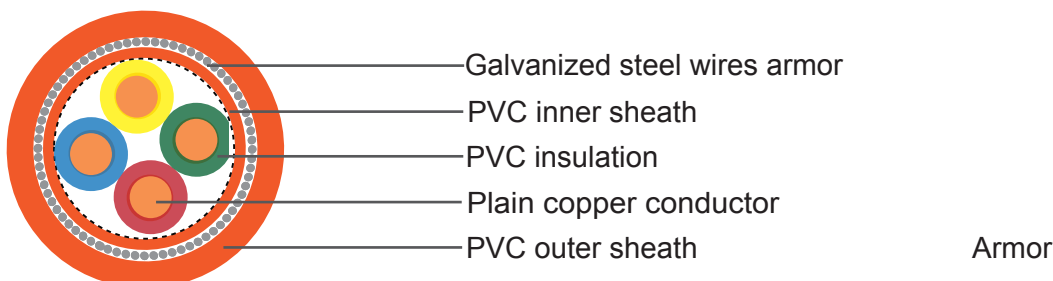 Galvanized steel wires armor
PVC inner sheath
PVC insulation
Plain copper conductor
PVC outer sheath Armor